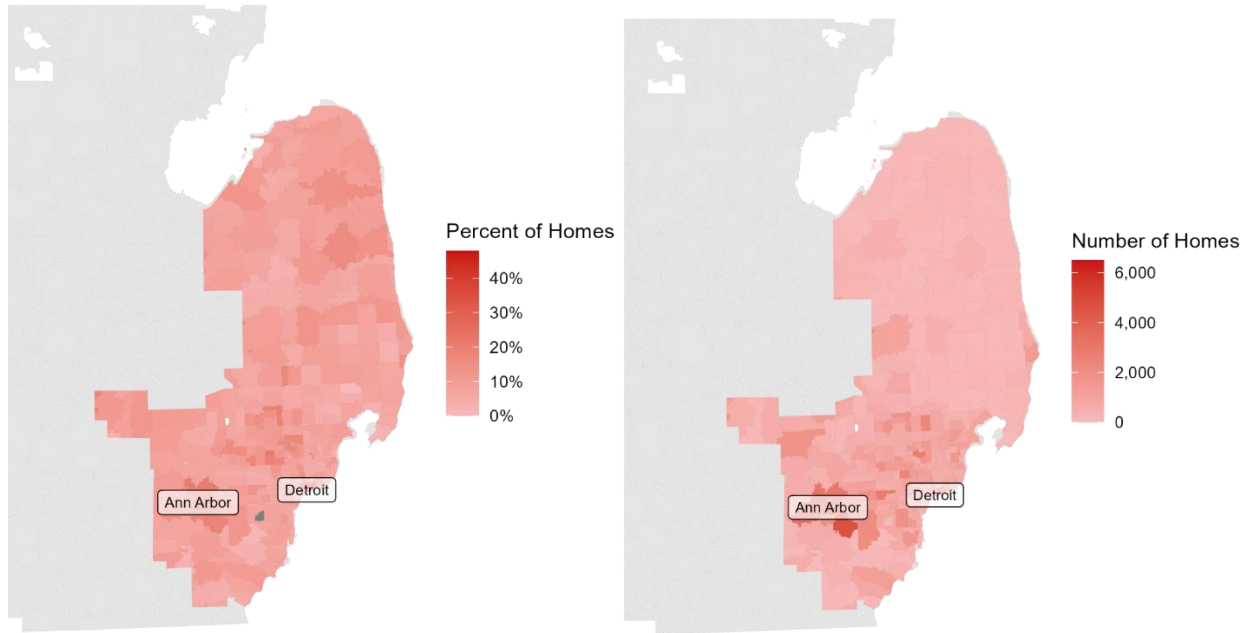 Percent of Homes
40%
30%
20%
10%
0%
Ann Arbor
Detroit
Number of Homes
6,000
4,000
2,000
0
Ann Arbor
Detroit